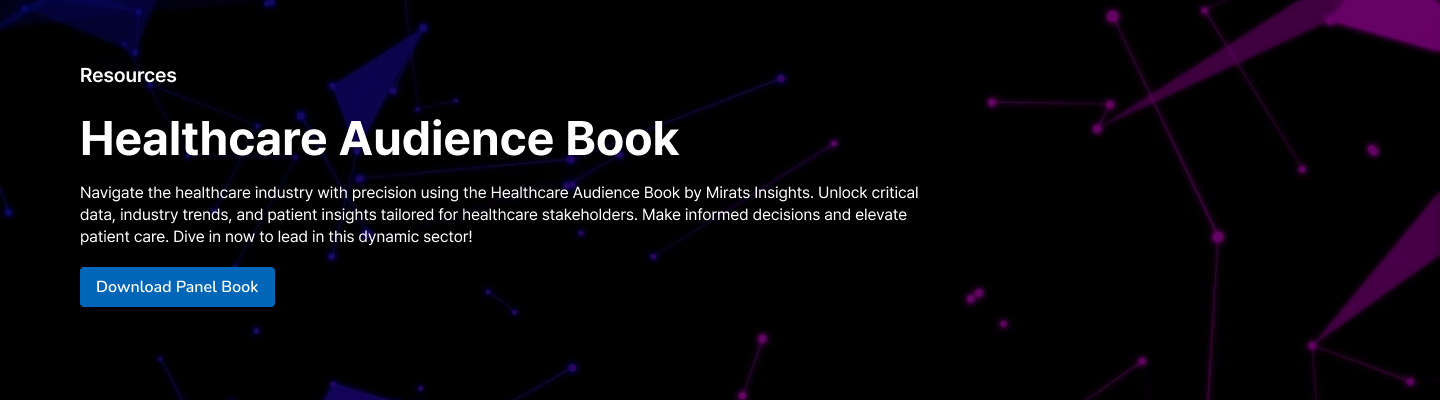 Resources
Healthcare Audience Book
Navigate the healthcare industry with precision using the Healthcare Audience Book by Mirats Insights. Unlock critical
data, industry trends, and patient insights tailored for healthcare stakeholders. Make informed decisions and elevate
patient care. Dive in now to lead in this dynamic sector!
Download Panel Book